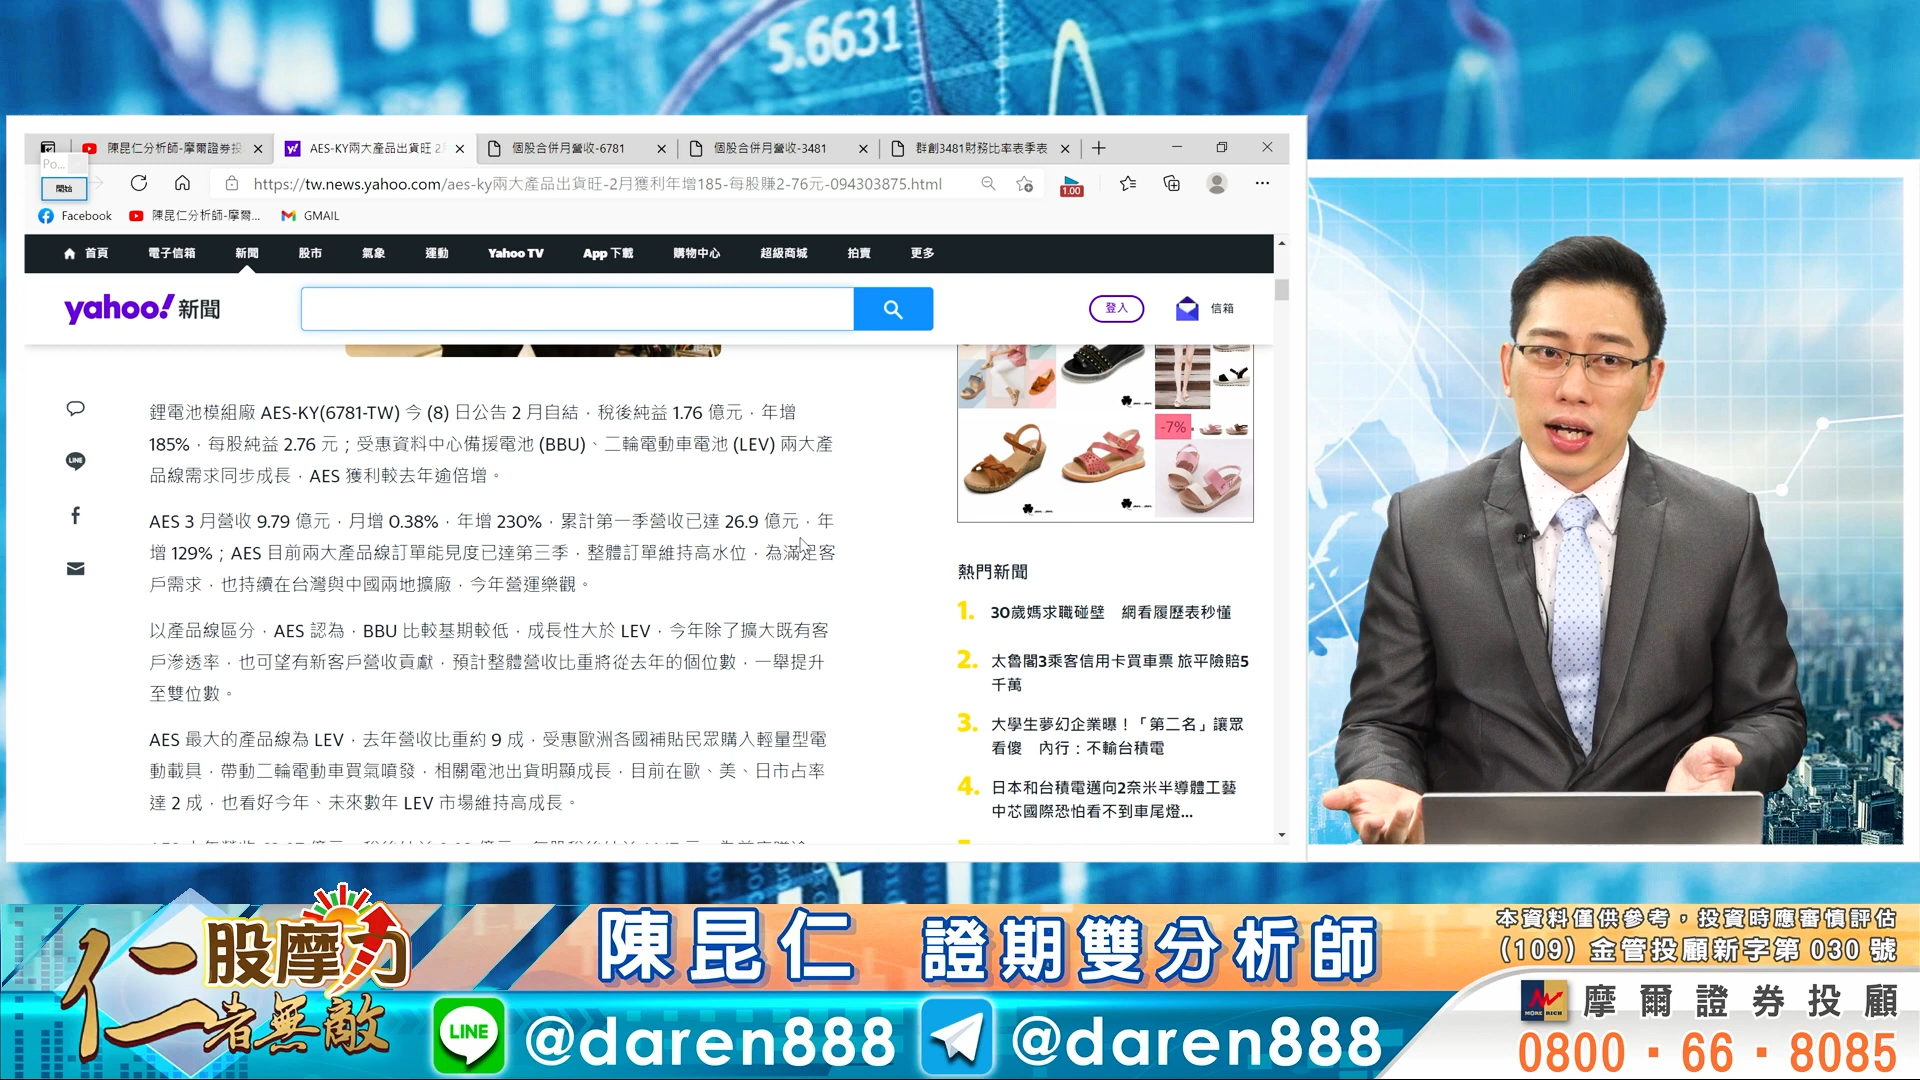 5.6631
陳昆仁分析師-摩爾證券投
AES-KY兩大產品出貨旺 2
個股合併月營收-6781
個股合併月營收-3481
群創3481財務比率表季表
Po...
開始
https://tw.news.yahoo.com/aes-ky兩大產品出貨旺-2月獲利年增185-每股賺2-76元-094303875.html
1.00
Facebook
陳昆仁分析師-摩爾...
GMAIL
首頁 電子信箱 新聞 股市 氣象 運動 Yahoo TV App 下載 購物中心 超級商城 拍賣 更多
yahoo!新聞
登入
信箱
鋰電池模組廠 AES-KY(6781-TW) 今 (8) 日公告 2 月自結，稅後純益 1.76 億元，年增
185%，每股純益 2.76 元；受惠資料中心備援電池 (BBU)、二輪電動車電池 (LEV) 兩大產
品線需求同步成長，AES 獲利較去年逾倍增。
AES 3 月營收 9.79 億元，月增 0.38%，年增 230%，累計第一季營收已達 26.9 億元，年
增 129%；AES 目前兩大產品線訂單能見度已達第三季，整體訂單維持高水位，為滿足客
戶需求，也持續在台灣與中國兩地擴廠，今年營運樂觀。
以產品線區分，AES 認為，BBU 比較基期較低，成長性大於 LEV，今年除了擴大既有客
戶滲透率，也可望有新客戶營收貢獻，預計整體營收比重將從去年的個位數，一舉提升
至雙位數。
AES 最大的產品線為 LEV，去年營收比重約 9 成，受惠歐洲各國補貼民眾購入輕量型電
動載具，帶動二輪電動車買氣噴發，相關電池出貨明顯成長，目前在歐、美、日市占率
達 2 成，也看好今年、未來數年 LEV 市場維持高成長。
LINE
-7%
熱門新聞
1. 30歲媽求職碰壁 網看履歷表秒懂
2. 太魯閣3乘客信用卡買車票 旅平險賠5
千萬
3. 大學生夢幻企業曝！「第二名」讓眾
看傻 內行：不輸台積電
4. 日本和台積電邁向2奈米半導體工藝
中芯國際恐怕看不到車尾燈...
股摩力
仁者無敵
陳昆仁 證期雙分析師
LINE @daren888
@daren888
本資料僅供參考，投資時應審慎評估
(109) 金管投顧新字第 030 號
MORE RICH
摩爾證券投顧
0800・66・8085